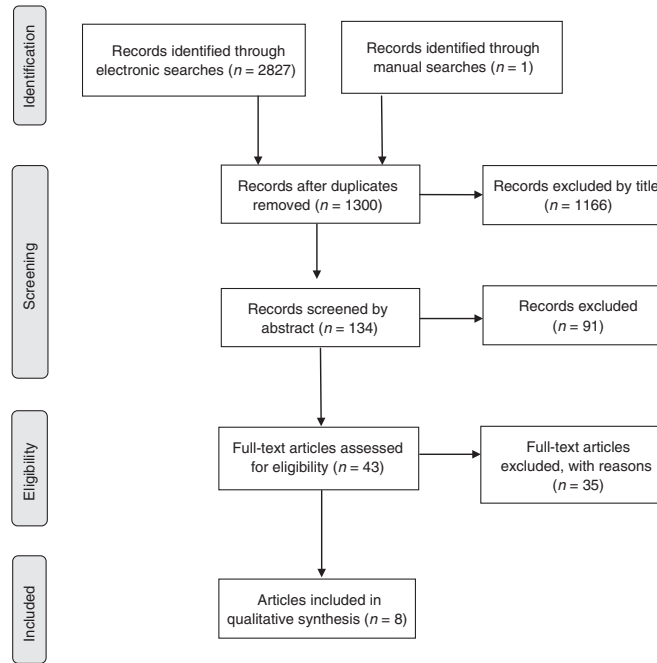 Identification
Records identified through
electronic searches (n = 2827)
Records identified through
manual searches (n = 1)
Screening
Records after duplicates
removed (n = 1300)
Records excluded by title
(n = 1166)
Records screened by
abstract (n = 134)
Records excluded
(n = 91)
Eligibility
Full-text articles assessed
for eligibility (n = 43)
Full-text articles
excluded, with reasons
(n = 35)
Included
Articles included in
qualitative synthesis (n = 8)